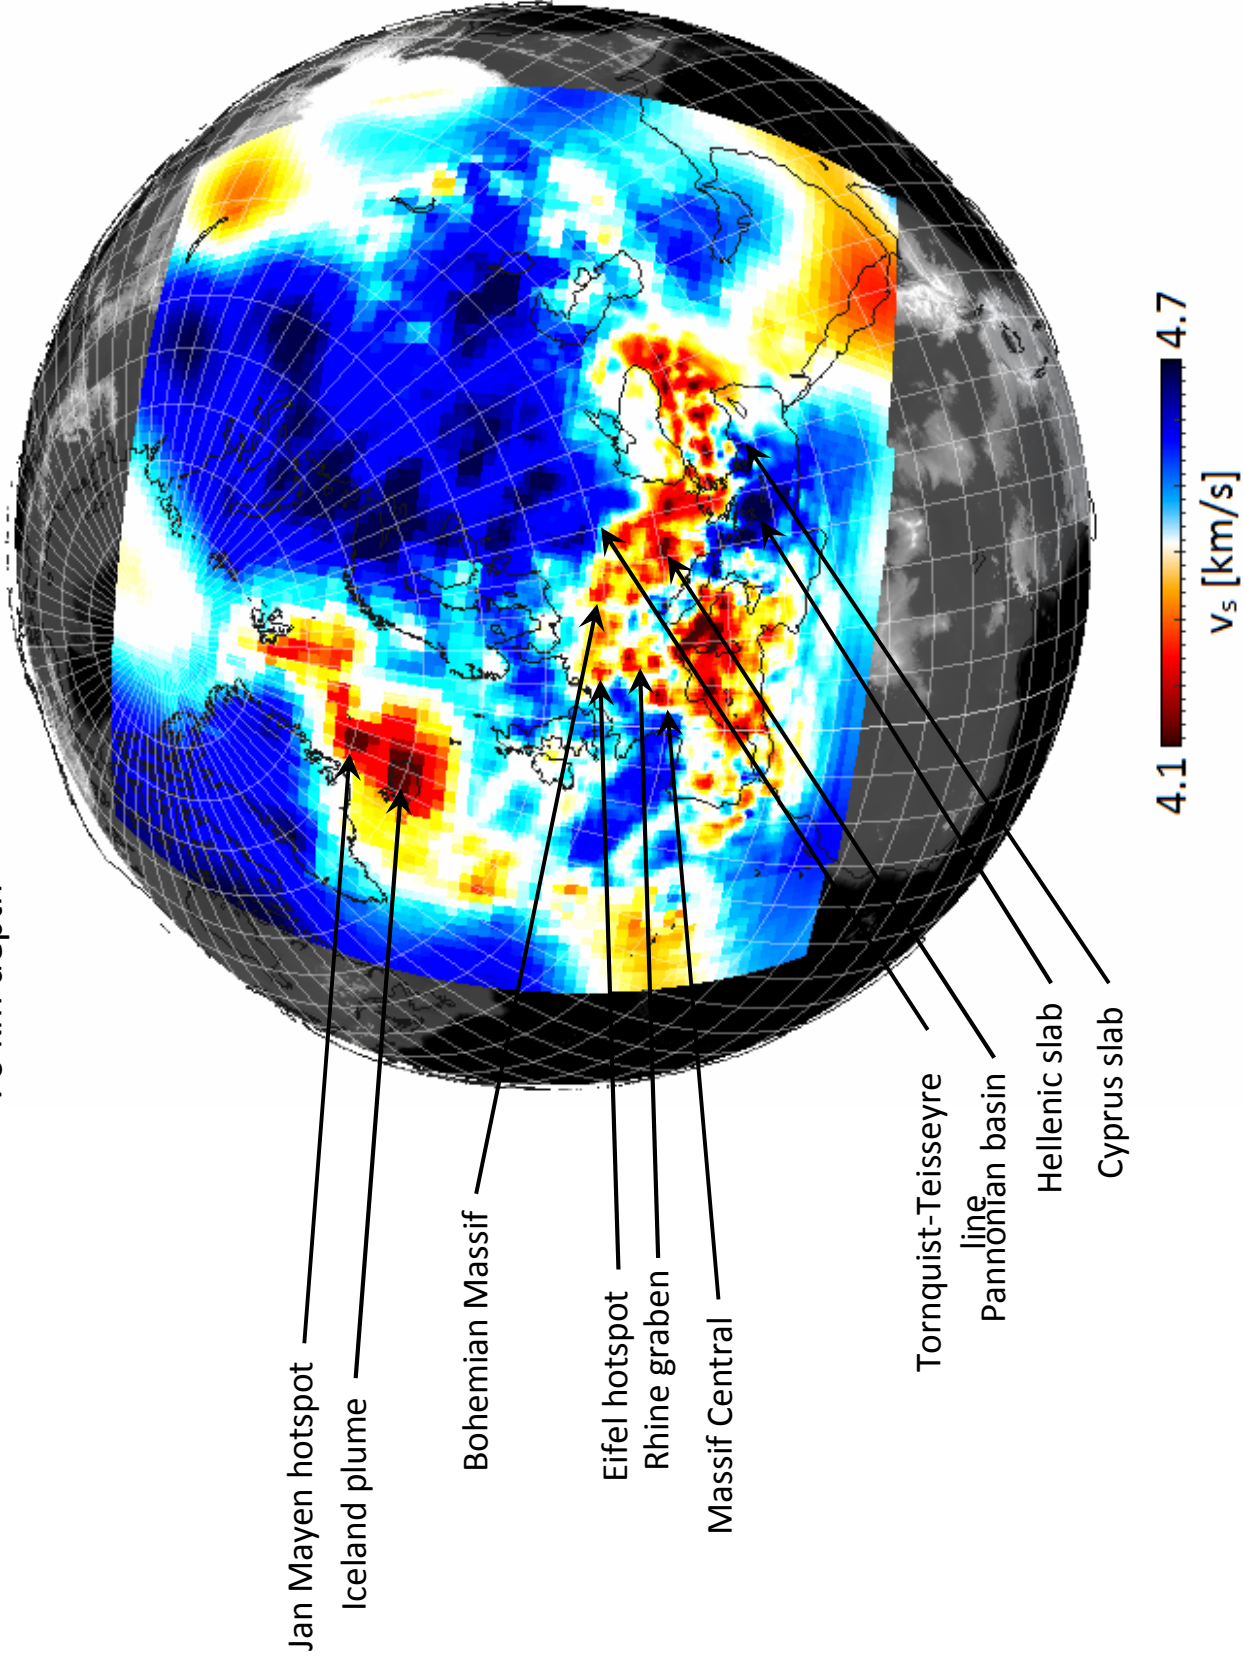 Jan Mayen hotspot
Iceland plume
Bohemian Massif
Eifel hotspot
Rhine graben
Massif Central
Tornquist-Teisseyre
line
Pannonian basin
Hellenic slab
Cyprus slab
4.1 4.7
vs [km/s]